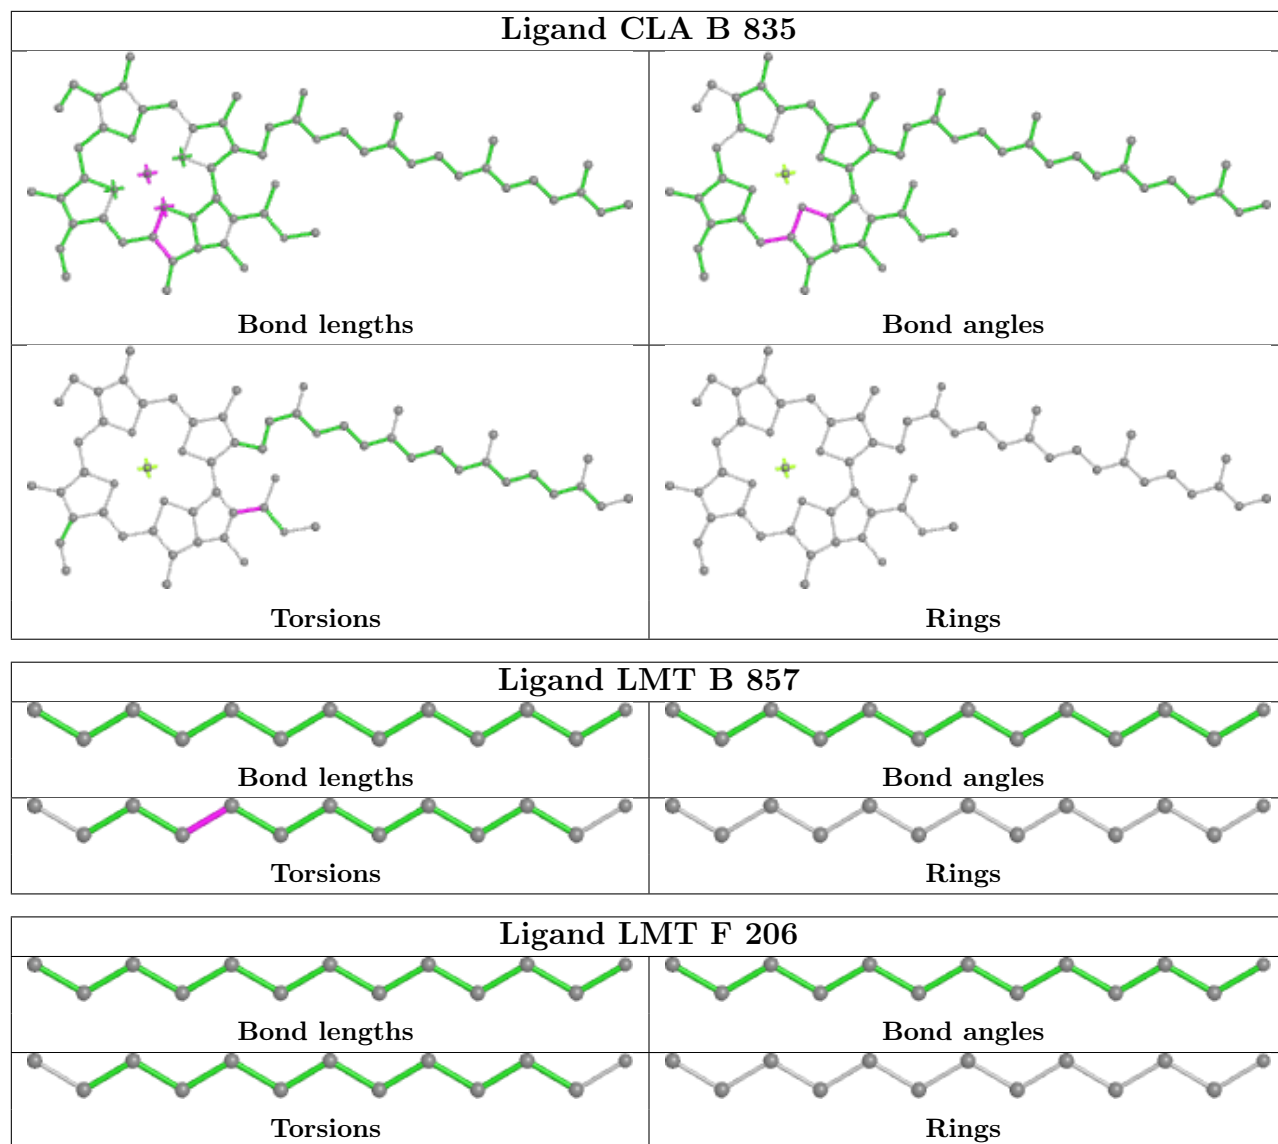 Ligand CLA B 835
Bond lengths Bond angles
Torsions Rings
Ligand LMT B 857
Bond lengths Bond angles
Torsions Rings
Ligand LMT F 206
Bond lengths Bond angles
Torsions Rings